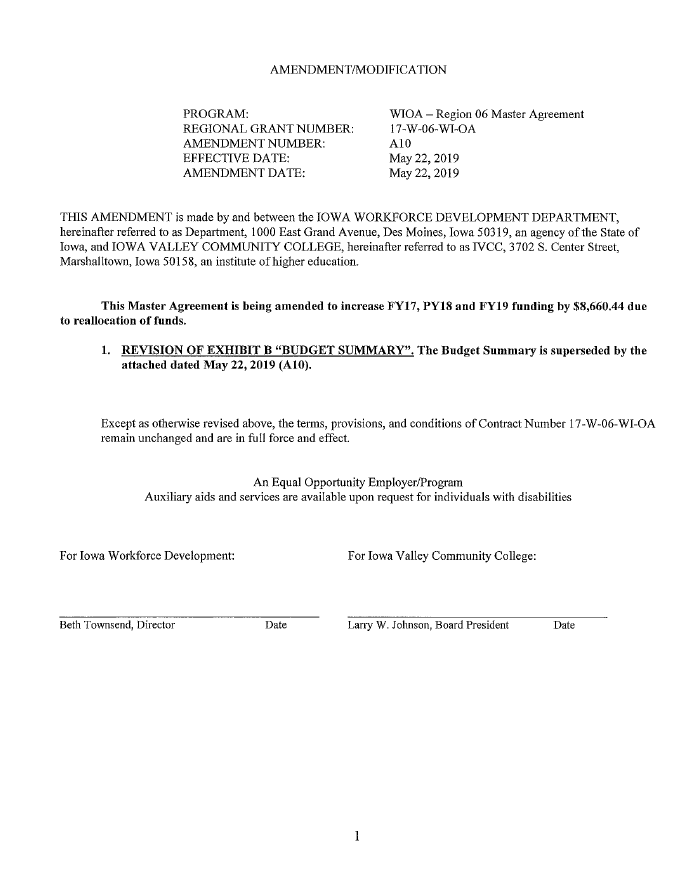 AMENDMENT/MODIFICATION
PROGRAM: WIOA – Region 06 Master Agreement
REGIONAL GRANT NUMBER: 17-W-06-WI-OA
AMENDMENT NUMBER: A10
EFFECTIVE DATE: May 22, 2019
AMENDMENT DATE: May 22, 2019
THIS AMENDMENT is made by and between the IOWA WORKFORCE DEVELOPMENT DEPARTMENT,
hereinafter referred to as Department, 1000 East Grand Avenue, Des Moines, Iowa 50319, an agency of the State of
Iowa, and IOWA VALLEY COMMUNITY COLLEGE, hereinafter referred to as IVCC, 3702 S. Center Street,
Marshalltown, Iowa 50158, an institute of higher education.
This Master Agreement is being amended to increase FY17, PY18 and FY19 funding by $8,660.44 due
to reallocation of funds.
1. REVISION OF EXHIBIT B “BUDGET SUMMARY”. The Budget Summary is superseded by the
attached dated May 22, 2019 (A10).
Except as otherwise revised above, the terms, provisions, and conditions of Contract Number 17-W-06-WI-OA
remain unchanged and are in full force and effect.
An Equal Opportunity Employer/Program
Auxiliary aids and services are available upon request for individuals with disabilities
For Iowa Workforce Development: For Iowa Valley Community College:
Beth Townsend, Director Date Larry W. Johnson, Board President Date
1